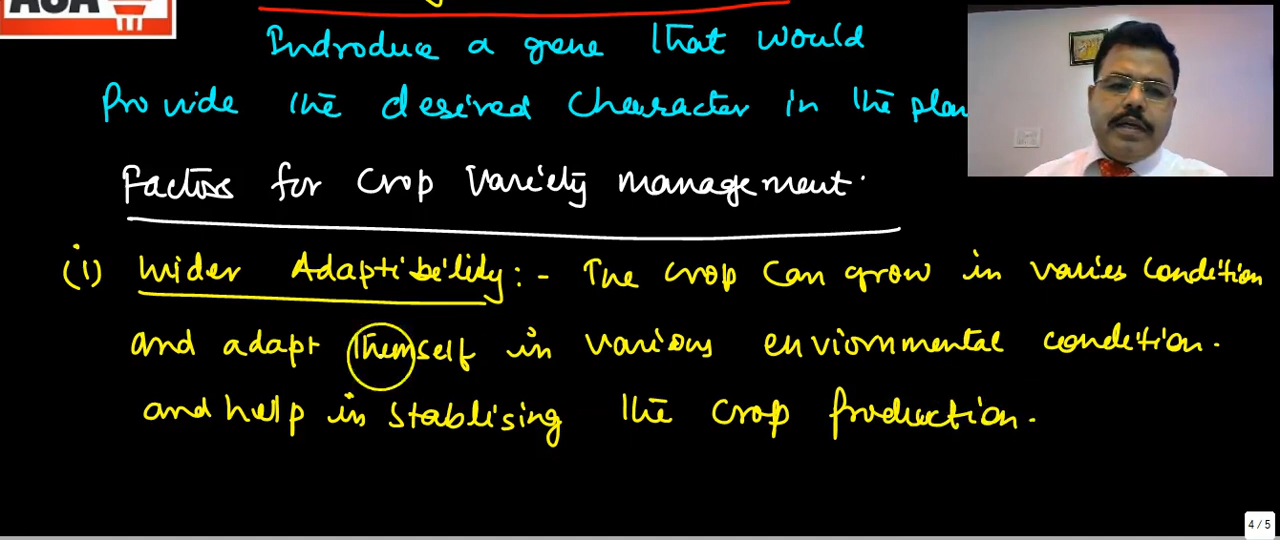 Indroduce a gene that would
Provide the desired Character in the plan
Factors for Crop Variety management.
(i) Wider Adaptibelity:- The crop Can grow in varies Condition
and adapt themself in various enviornmental condition.
and help in stablising the crop production.
4/5